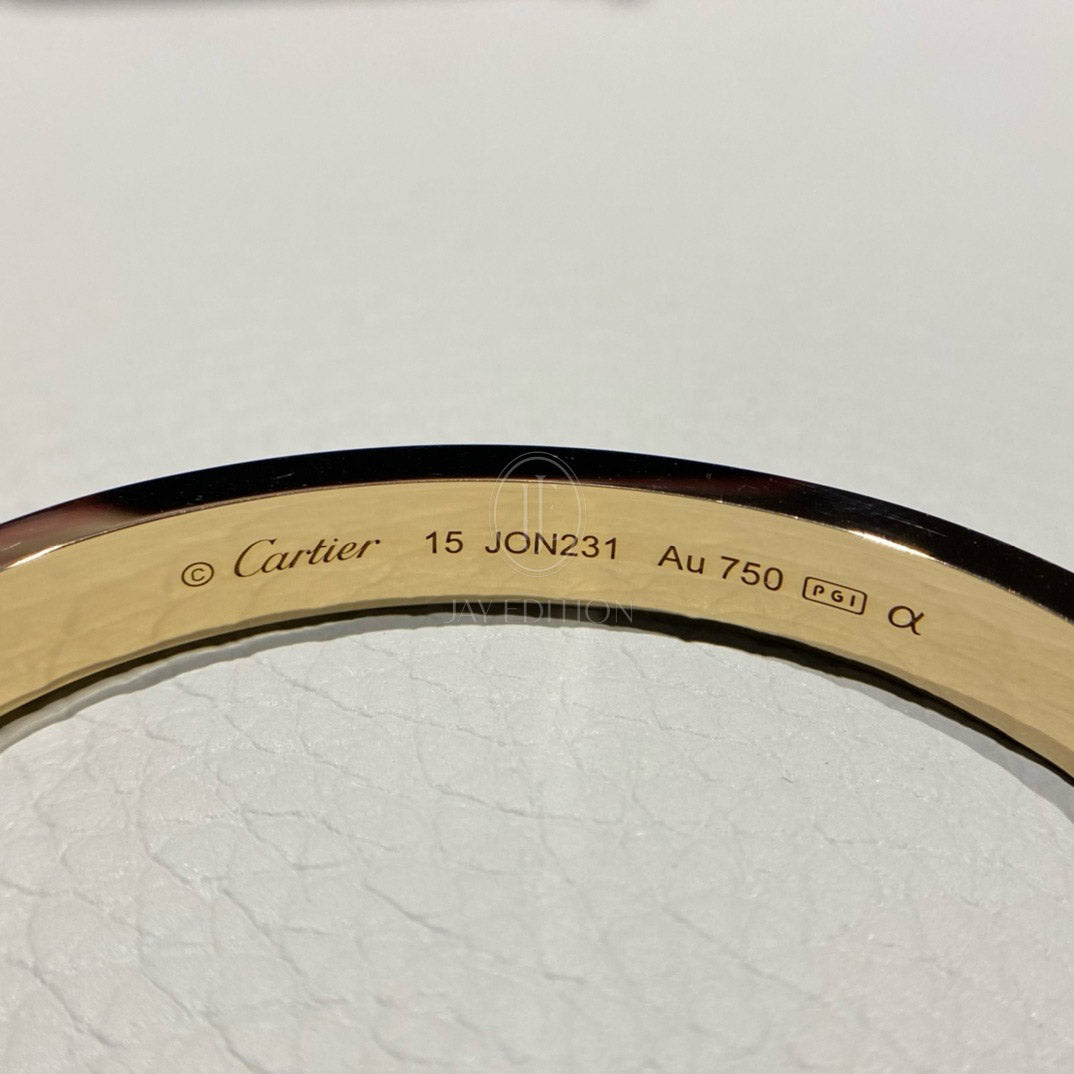 © Cartier 15 JON231 Au 750 PGI α
JAY EDITION